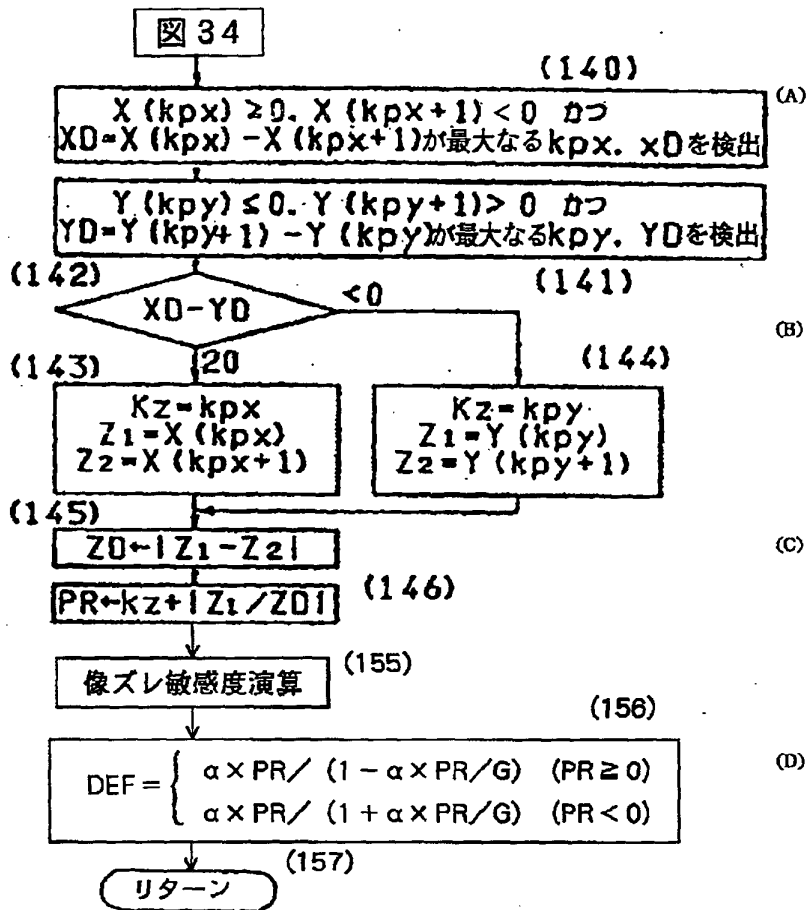 図34
(140)
X(kpx)≥0. X(kpx+1)<0 かつ
XD=X(kpx)-X(kpx+1)が最大なるkpx. xDを検出
(A)
Y(kpy)≤0. Y(kpy+1)>0 かつ
YD=Y(kpy+1)-Y(kpy)が最大なるkpy. YDを検出
(142)
(141)
XD-YD
<0
(B)
20
(143)
(144)
Kz=kpx
Z1=X(kpx)
Z2=X(kpx+1)
Kz=kpy
Z1=Y(kpy)
Z2=Y(kpy+1)
(145)
ZD←|Z1-Z2|
(C)
PR←kz+|Z1/ZD|
(146)
像ズレ敏感度演算
(155)
(156)
DEF={ α×PR/(1-α×PR/G) (PR≧0)
α×PR/(1+α×PR/G) (PR<0)
(D)
(157)
リターン